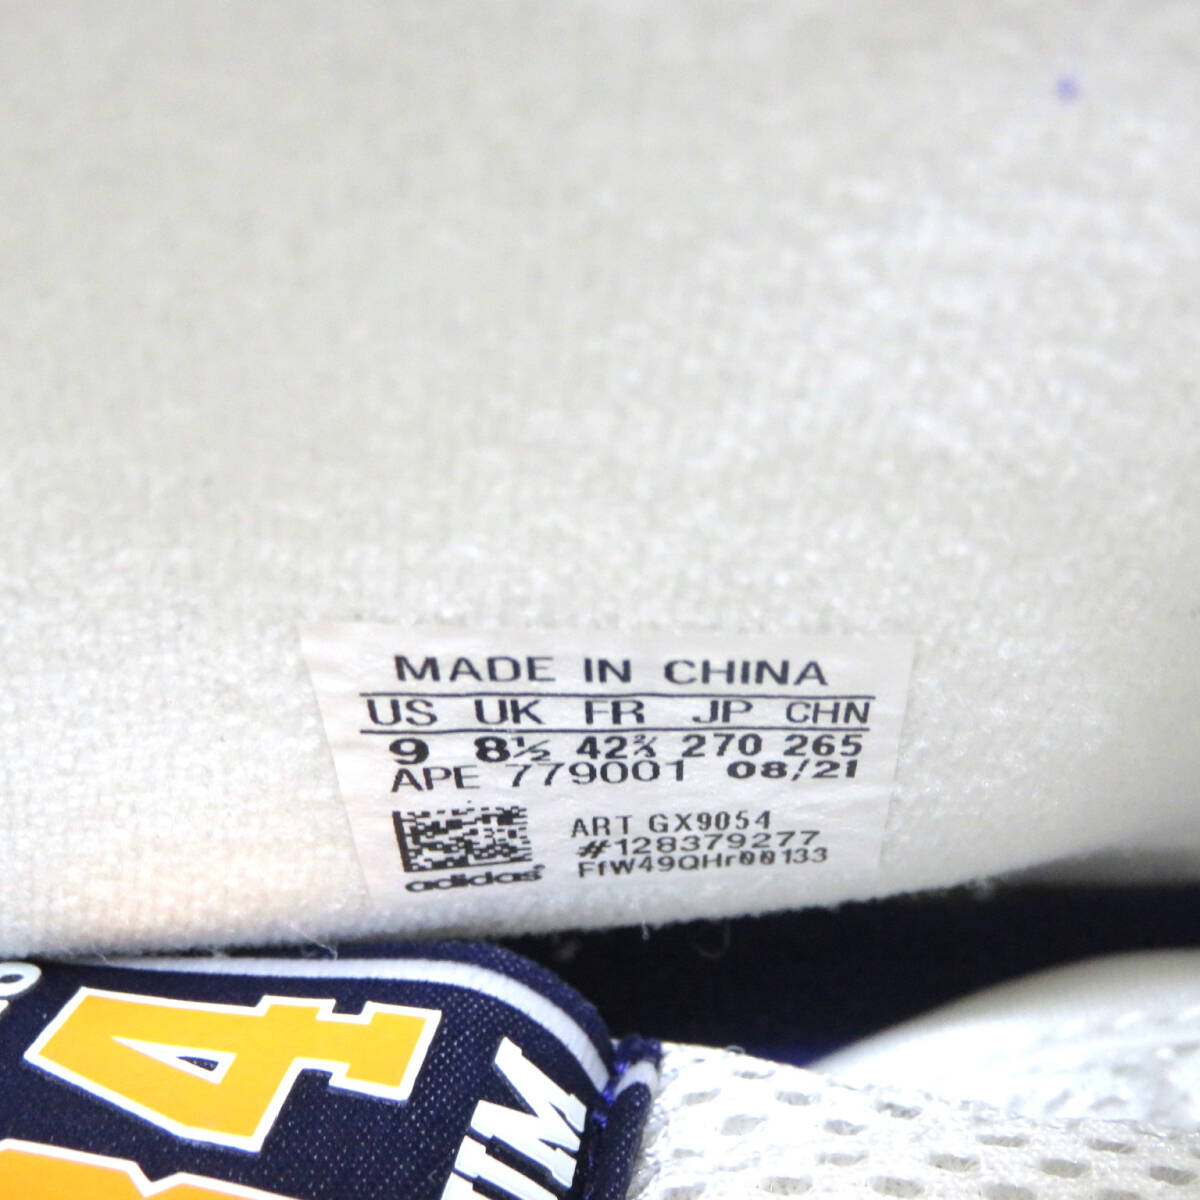 MADE IN CHINA
US UK FR JP CHN
9 8½ 42⅔ 270 265
APE 779001 08/21
ART GX9054
#128379277
FfW49QHr00133
adidas
4